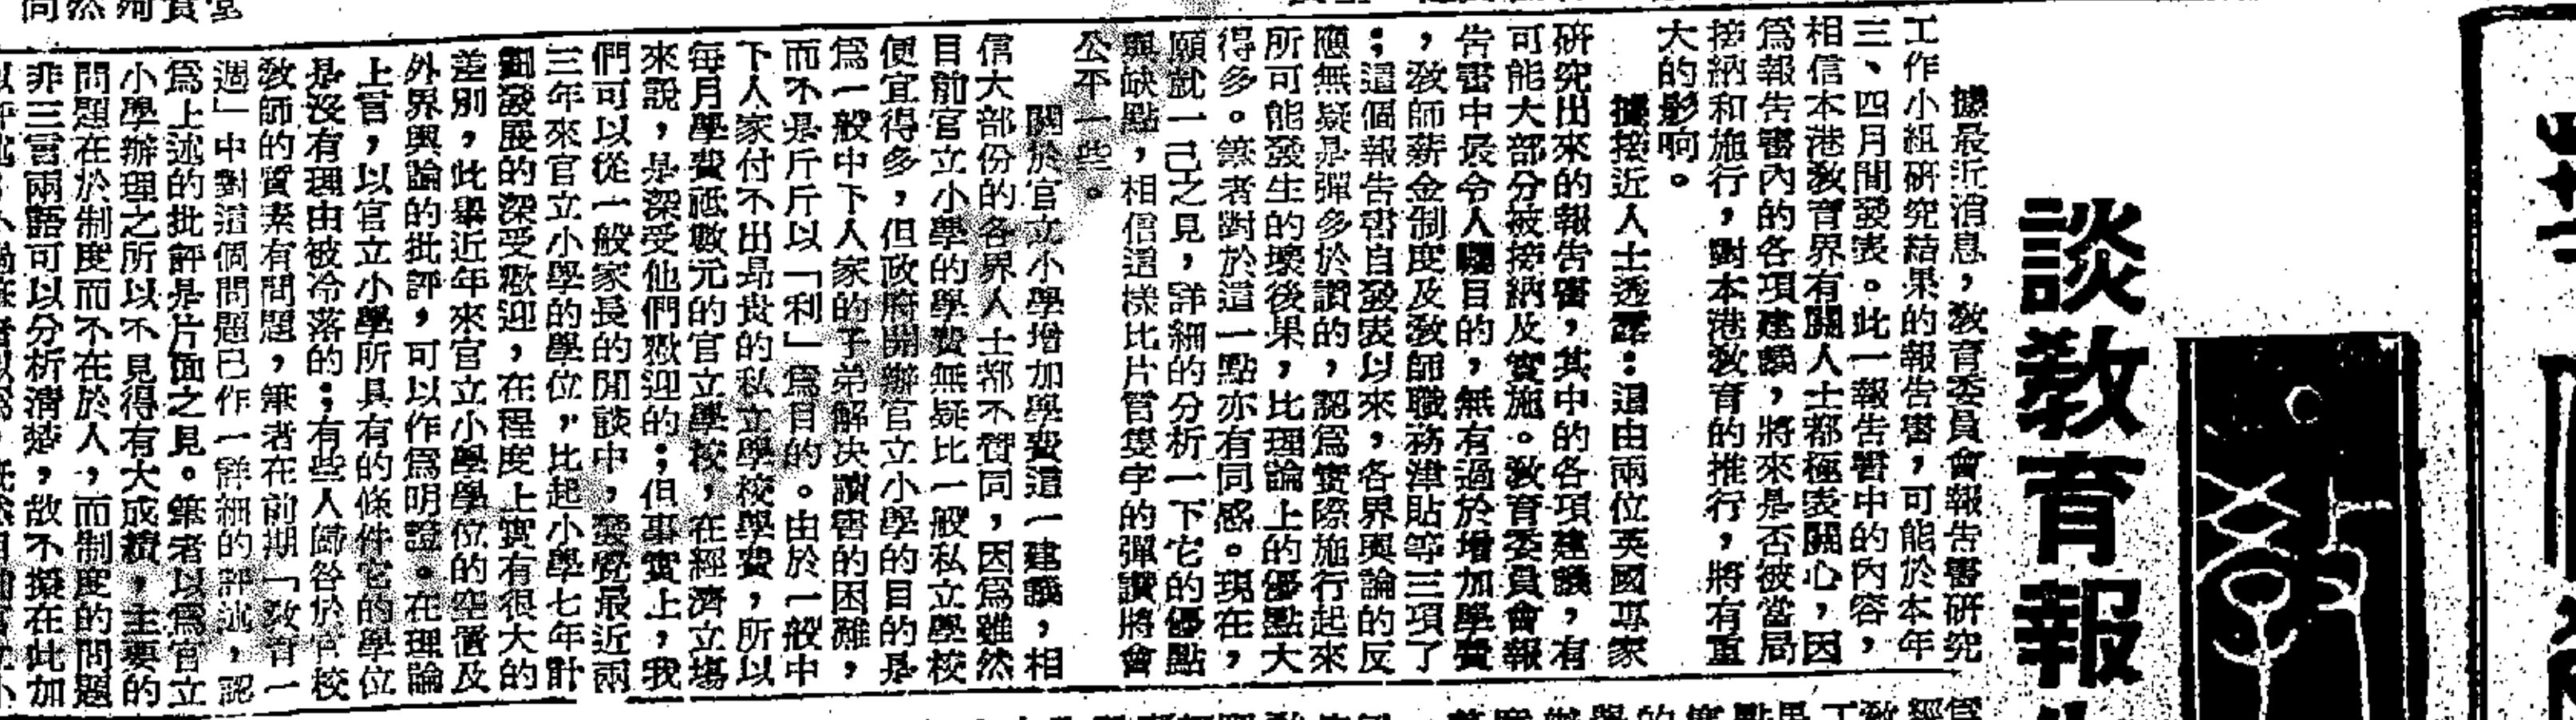 談教育報
據最近消息，教育委員會報告書研究
工作小組研究結果的報告書，可能於本年
三、四月間發表。此一報告書中的內容，
相信本港教育界有關人士都極表關心，因
為報告書內的各項建議，將來是否被當局
接納和施行，對本港教育的推行，將有重
大的影响。
據接近人士透露：這由兩位英國專家
研究出來的報告書，其中的各項建議，有
可能大部分被接納及實施。教育委員會報
告書中最令人矚目的，無有過於增加學費
，教師薪金制度及教師職務津貼等三項了
；這個報告書自發表以來，各界輿論的反
應無疑是彈多於讚的，認為實際施行起來
所可能發生的壞後果，比理論上的優點大
得多。筆者對於這一點亦有同感。現在，
願就一己之見，詳細的分析一下它的優點
與缺點，相信這樣比片言隻字的彈讚將會
公平一些。
關於官立小學增加學費這一建議，相
信大部份的各界人士都不贊同，因為雖然
目前官立小學的學費無疑比一般私立學校
便宜得多，但政府開辦官立小學的目的是
為一般中下人家的子弟解決讀書的困難，
而不是斤斤以「利」為目的。由於一般中
下人家付不出昂貴的私立學校學費，所以
每月學費祗數元的官立學校，在經濟立塲
來說，是深受他們歡迎的；但事實上，我
們可以從一般家長的閒談中，發覺最近兩
三年來官立小學的學位，比起小學七年計
劃發展的深受歡迎，在程度上實有很大的
差別，此舉近年來官立小學學位的空置及
外界輿論的批評，可以作為明證。在理論
上言，以官立小學所具有的條件它的學位
是沒有理由被冷落的；有些人歸咎於官校
教師的質素有問題，筆者在前期「教育一
週」中對這個問題已作一詳細的評述，認
為上述的批評是片面之見。筆者以為官立
小學辦理之所以不見得有大成績，主要的
問題在於制度而不在於人，而制度的問題
非三言兩語可以分析清楚，故不擬在此加